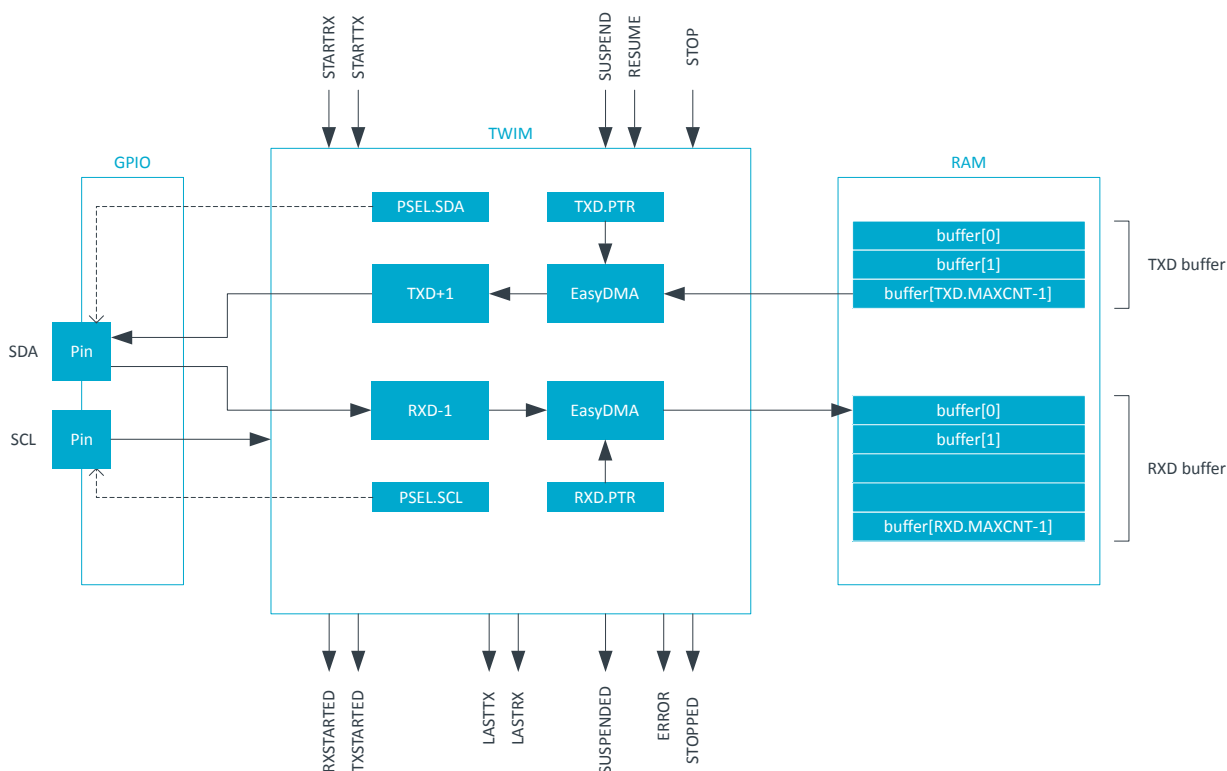 STARTRX
STARTTX
SUSPEND
RESUME
STOP
TWIM
GPIO
RAM
PSEL.SDA
TXD.PTR
buffer[0]
buffer[1]
buffer[TXD.MAXCNT-1]
TXD buffer
TXD+1
EasyDMA
SDA
Pin
RXD-1
EasyDMA
SCL
Pin
buffer[0]
buffer[1]
buffer[RXD.MAXCNT-1]
RXD buffer
PSEL.SCL
RXD.PTR
RXSTARTED
TXSTARTED
LASTTX
LASTRX
SUSPENDED
ERROR
STOPPED